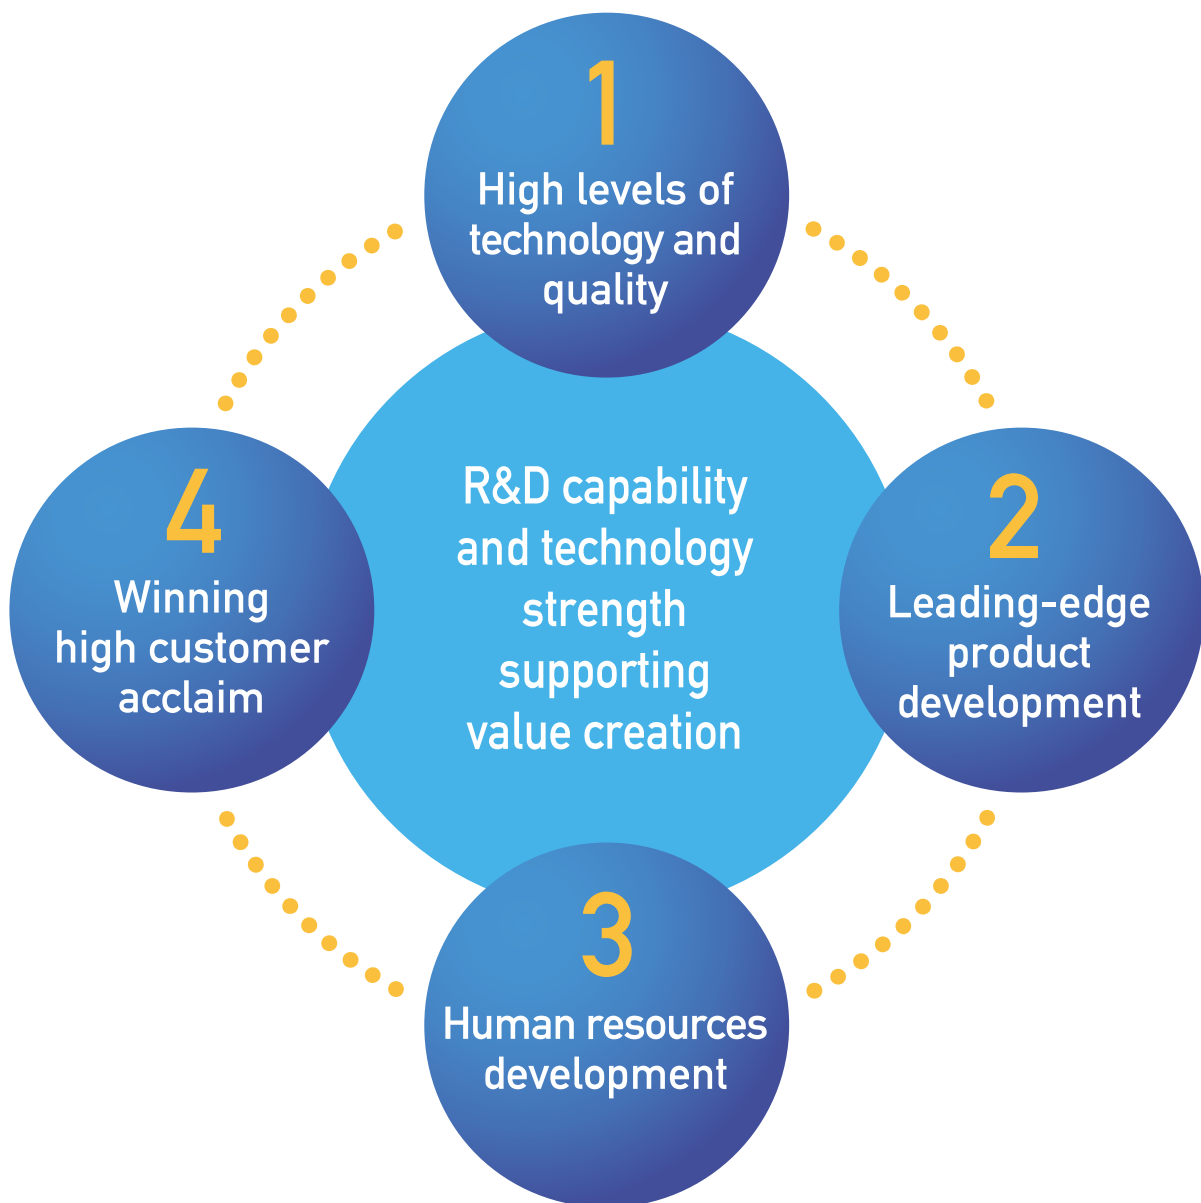 1
High levels of
technology and
quality
R&D capability
and technology
strength
supporting
value creation
2
Leading-edge
product
development
3
Human resources
development
4
Winning
high customer
acclaim